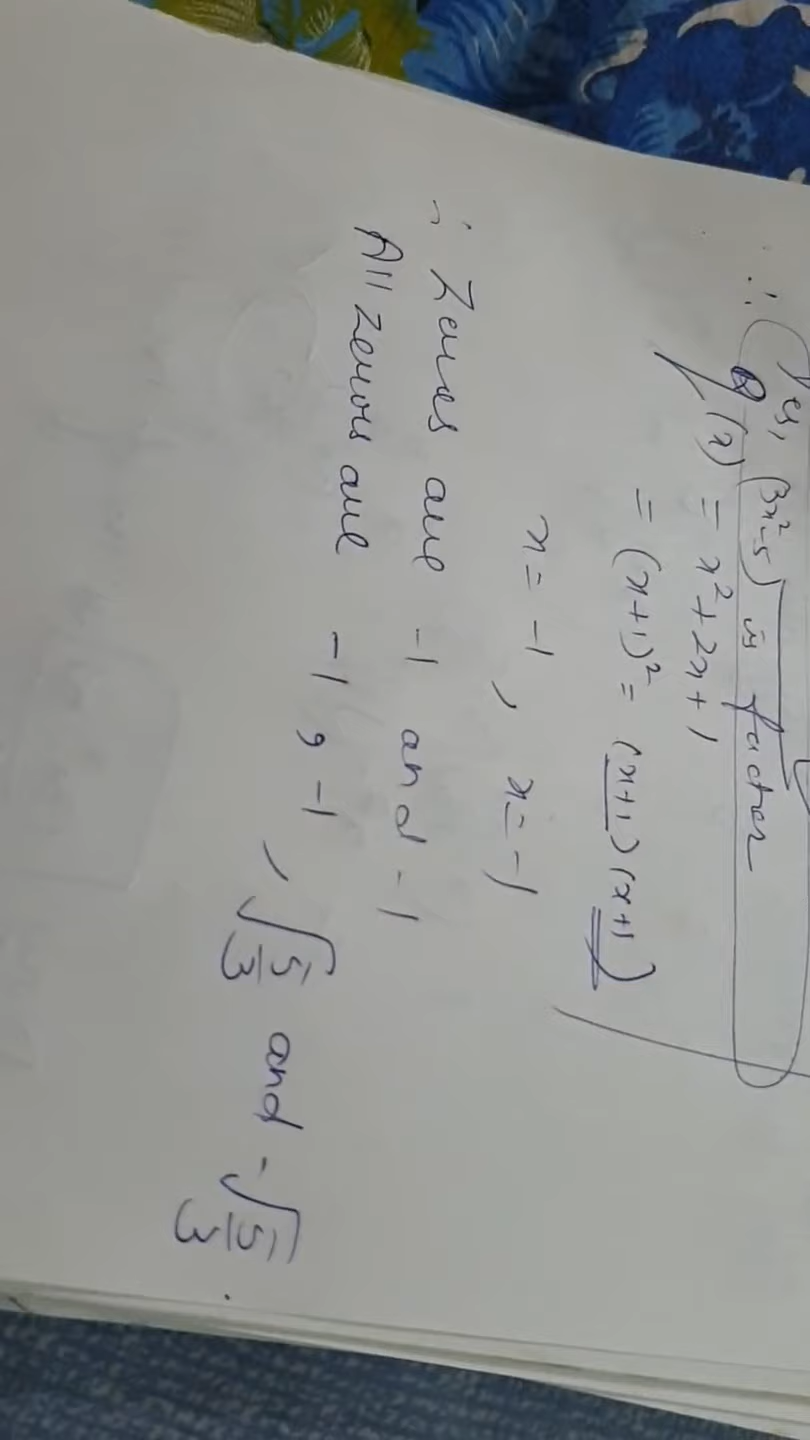 ∴ Yes, (3x²-5) is factor
Q(x) = x²+2x+1
= (x+1)² = (x+1)(x+1)
x = -1, x = -1
∴ Zeroes are -1 and -1
All zeroes are -1, -1, √5/3 and -√5/3